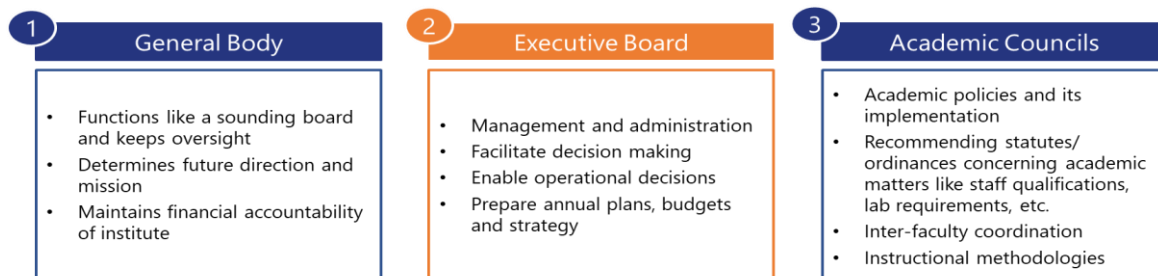 1
General Body
• Functions like a sounding board
and keeps oversight
• Determines future direction and
mission
• Maintains financial accountability
of institute
2
Executive Board
• Management and administration
• Facilitate decision making
• Enable operational decisions
• Prepare annual plans, budgets
and strategy
3
Academic Councils
• Academic policies and its
implementation
• Recommending statutes/
ordinances concerning academic
matters like staff qualifications,
lab requirements, etc.
• Inter-faculty coordination
• Instructional methodologies